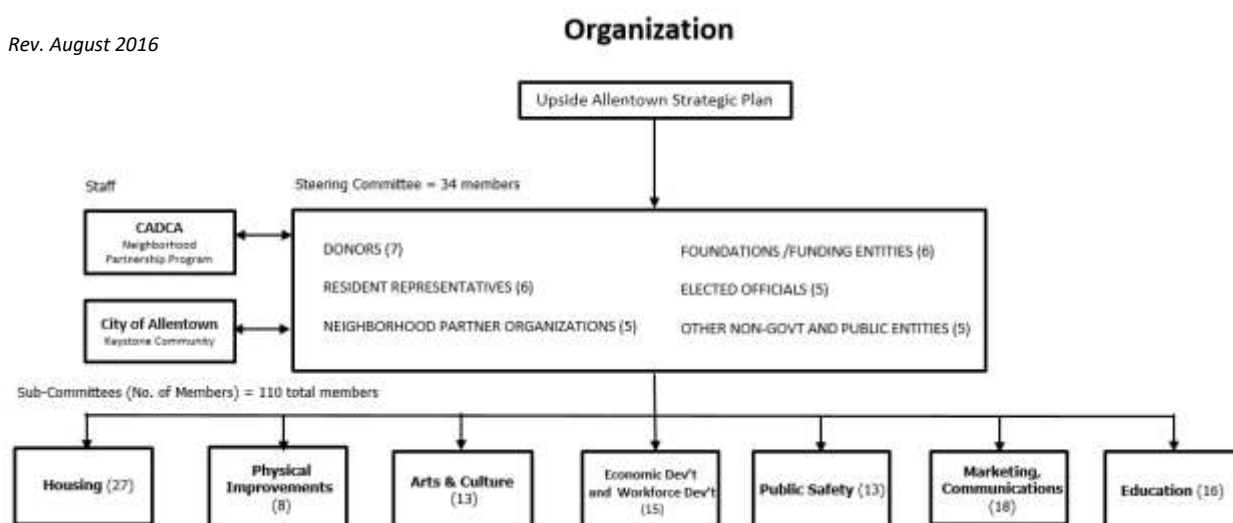 Organization
Rev. August 2016
Upside Allentown Strategic Plan
Staff
Steering Committee = 34 members
CADCA
Neighborhood
Partnership Program
City of Allentown
Keystone Community
DONORS (7)
FOUNDATIONS /FUNDING ENTITIES (6)
RESIDENT REPRESENTATIVES (6)
ELECTED OFFICIALS (5)
NEIGHBORHOOD PARTNER ORGANIZATIONS (5)
OTHER NON-GOVT AND PUBLIC ENTITIES (5)
Sub-Committees (No. of Members) = 110 total members
Housing (27)
Physical
Improvements
(8)
Arts & Culture
(13)
Economic Dev't
and Workforce Dev't
(15)
Public Safety (13)
Marketing,
Communications
(18)
Education (16)